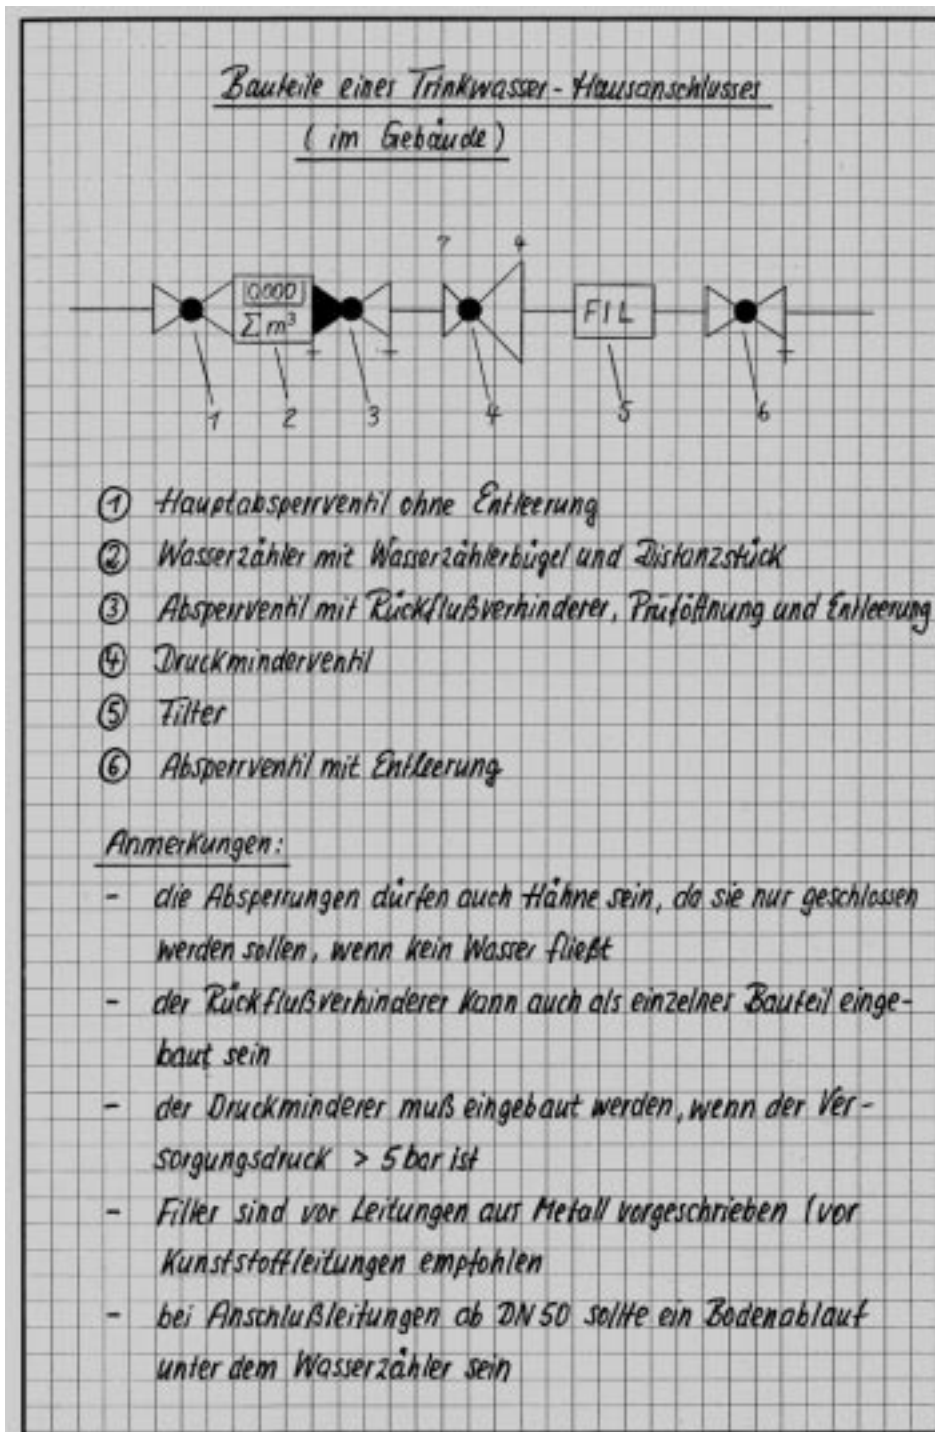 Bauteile eines Trinkwasser-Hausanschlusses
(im Gebäude)
7 4
0000
Σ m³
FIL
1 2 3 4 5 6
① Hauptabsperrventil ohne Entleerung
② Wasserzähler mit Wasserzählerbügel und Distanzstück
③ Absperrventil mit Rückflußverhinderer, Prüföffnung und Entleerung
④ Druckminderventil
⑤ Filter
⑥ Absperrventil mit Entleerung
Anmerkungen:
- die Absperrungen dürfen auch Hähne sein, da sie nur geschlossen
werden sollen, wenn kein Wasser fließt
- der Rückflußverhinderer kann auch als einzelnes Bauteil einge-
baut sein
- der Druckminderer muß eingebaut werden, wenn der Ver-
sorgungsdruck > 5 bar ist
- Filter sind vor Leitungen aus Metall vorgeschrieben (vor
Kunststoffleitungen empfohlen
- bei Anschlußleitungen ab DN 50 sollte ein Bodenablauf
unter dem Wasserzähler sein